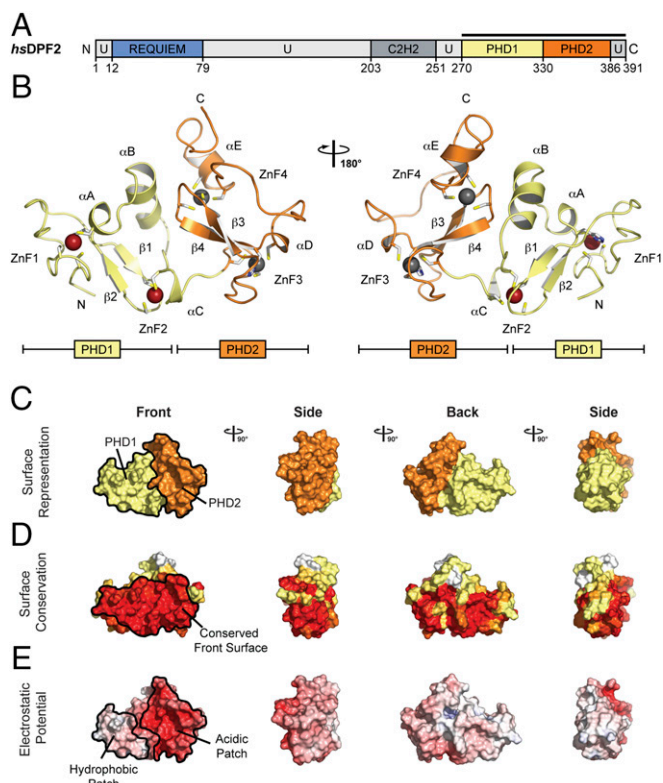 A
hsDPF2 N U REQUIEM U C2H2 U PHD1 PHD2 U C
1 12 79 203 251 270 330 386 391
B
C C
αE αE
αB αB
ZnF4 180° ZnF4
αA αA
β3 β3
ZnF1 β1 β4 αD αD β4 β1 ZnF1
N β2 ZnF3 ZnF3 β2 N
αC αC
ZnF2 ZnF2
PHD1 PHD2 PHD2 PHD1
C
Front Side Back Side
90° 90° 90°
PHD1
PHD2
Surface
Representation
D
Surface
Conservation
Conserved
Front Surface
E
Electrostatic
Potential
Acidic
Patch
Hydrophobic